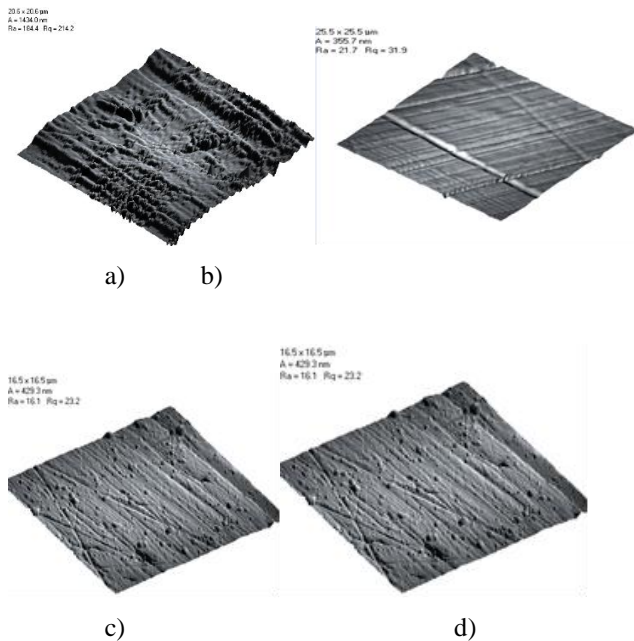 20.6 x 20.6 µm
A = 1434.0 nm
Ra = 184.4 Rq = 214.2
25.5 x 25.5 µm
A = 355.7 nm
Ra = 21.7 Rq = 31.9
a) b)
16.5 x 16.5 µm
A = 429.3 nm
Ra = 16.1 Rq = 23.2
16.5 x 16.5 µm
A = 429.3 nm
Ra = 16.1 Rq = 23.2
c) d)